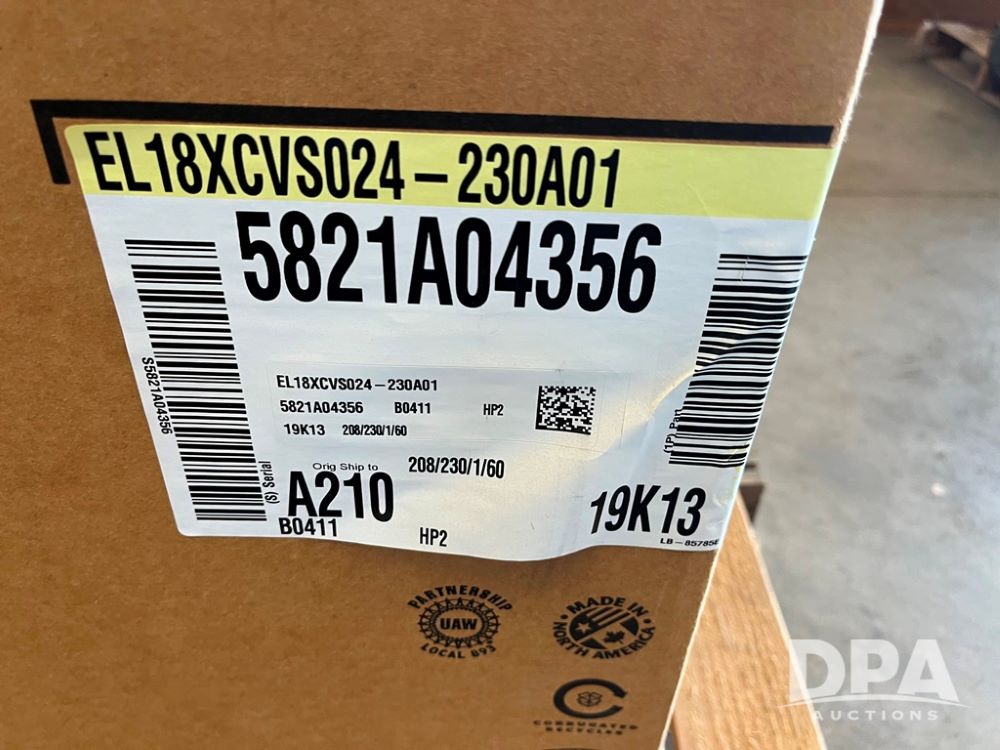 EL18XCVS024-230A01
5821A04356
S5821A04356
(S) Serial
EL18XCVS024-230A01
5821A04356 B0411 HP2
19K13 208/230/1/60
(1P) Part
Orig Ship to
208/230/1/60
A210
B0411
HP2
19K13
PARTNERSHIP
UAW
LOCAL 893
MADE IN
NORTH AMERICA
CORRUGATED
RECYCLES
DPA
AUCTIONS